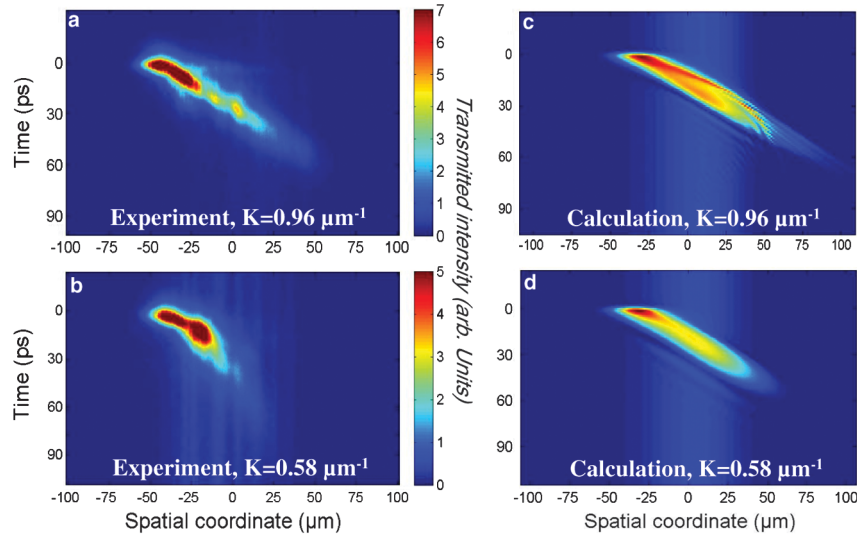 a
Time (ps)
0
30
60
90
Experiment, K=0.96 µm-1
-100 -75 -50 -25 0 25 50 75 100
7
6
5
4
3
2
1
0
Transmitted intensity (arb. Units)
c
0
30
60
90
Calculation, K=0.96 µm-1
-100 -75 -50 -25 0 25 50 75 100
b
Time (ps)
0
30
60
90
Experiment, K=0.58 µm-1
-100 -75 -50 -25 0 25 50 75 100
Spatial coordinate (µm)
5
4
3
2
1
0
d
0
30
60
90
Calculation, K=0.58 µm-1
-100 -75 -50 -25 0 25 50 75 100
Spatial coordinate (µm)